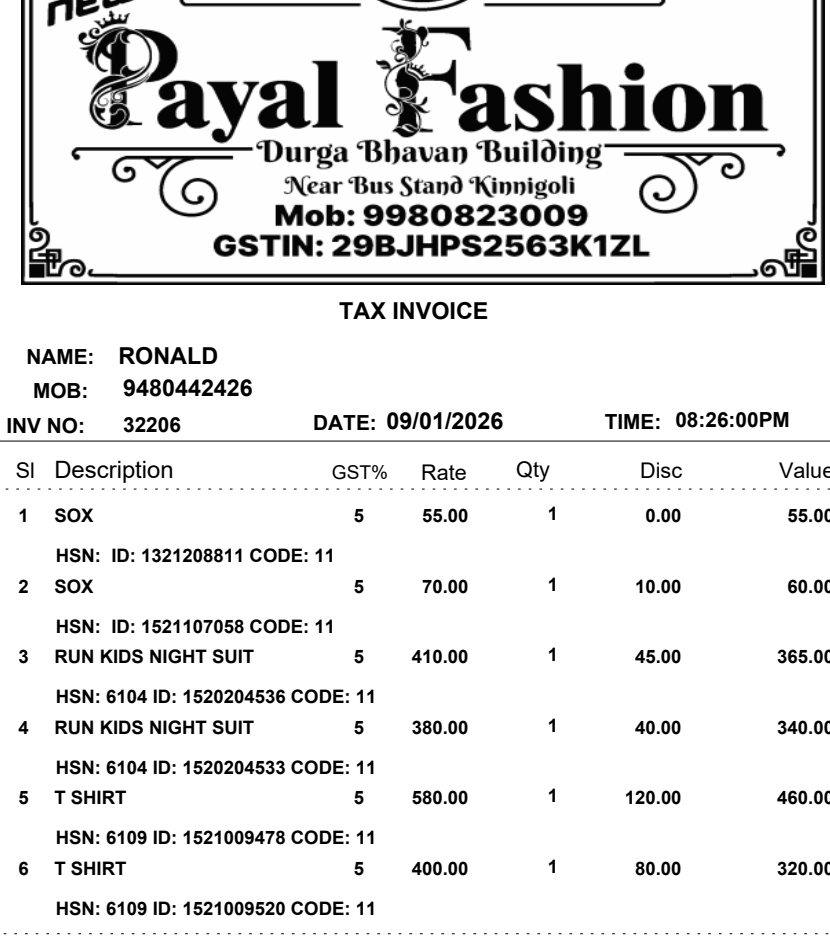 new
Payal Fashion
Durga Bhavan Building
Near Bus Stand Kinnigoli
Mob: 9980823009
GSTIN: 29BJHPS2563K1ZL
TAX INVOICE
NAME: RONALD
MOB: 9480442426
INV NO: 32206 DATE: 09/01/2026 TIME: 08:26:00PM
Sl Description GST% Rate Qty Disc Value
1 SOX 5 55.00 1 0.00 55.00
HSN: ID: 1321208811 CODE: 11
2 SOX 5 70.00 1 10.00 60.00
HSN: ID: 1521107058 CODE: 11
3 RUN KIDS NIGHT SUIT 5 410.00 1 45.00 365.00
HSN: 6104 ID: 1520204536 CODE: 11
4 RUN KIDS NIGHT SUIT 5 380.00 1 40.00 340.00
HSN: 6104 ID: 1520204533 CODE: 11
5 T SHIRT 5 580.00 1 120.00 460.00
HSN: 6109 ID: 1521009478 CODE: 11
6 T SHIRT 5 400.00 1 80.00 320.00
HSN: 6109 ID: 1521009520 CODE: 11